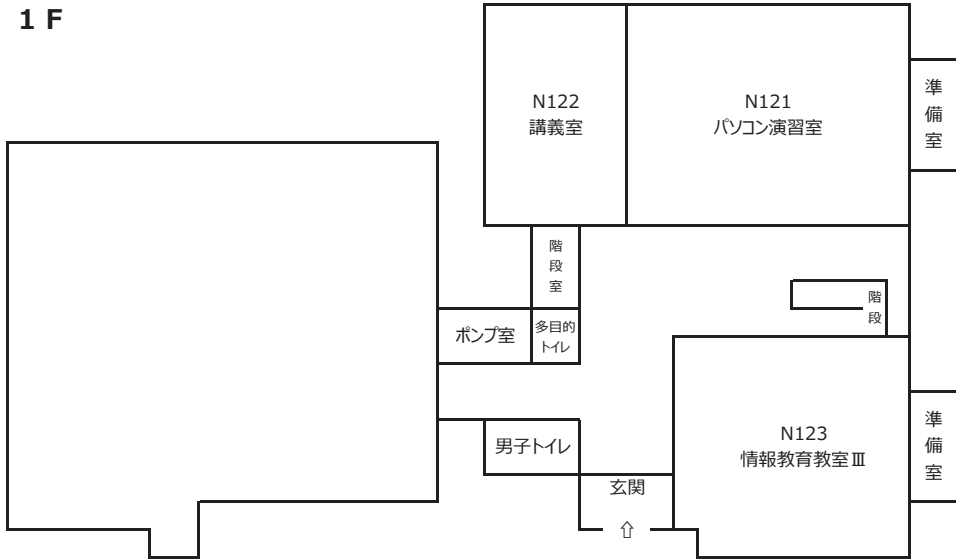 1 F
N122
講義室
N121
パソコン演習室
準
備
室
階
段
室
階
段
ポンプ室
多目的
トイレ
男子トイレ
N123
情報教育教室Ⅲ
準
備
室
玄関
⇧